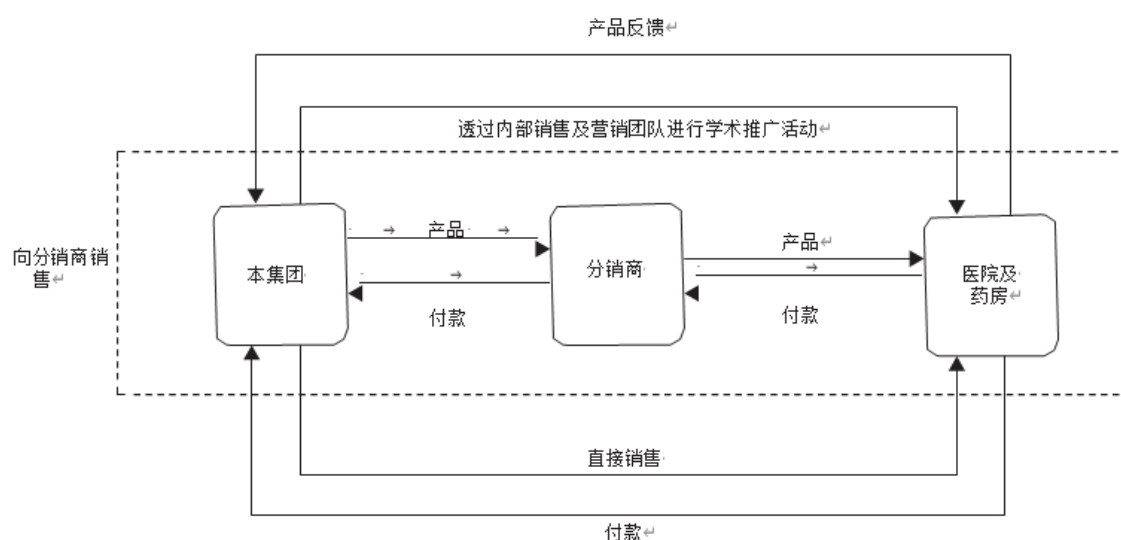 产品反馈
透过内部销售及营销团队进行学术推广活动
向分销商销
售
本集团
产品
付款
分销商
产品
付款
医院及
药房
直接销售
付款